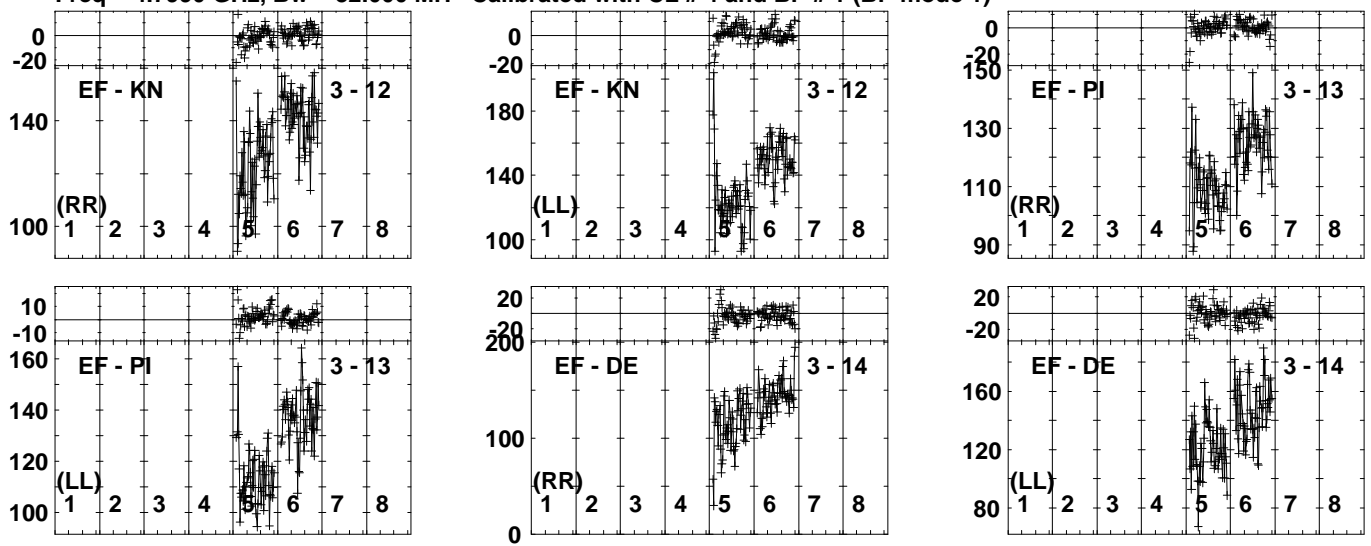 Freq = GHz, Bw = 32.000 MH Calibrated with CL # and BP # (BP mode
0
-20
EF - KN 3 - 12
140
100
(RR)
1 2 3 4 5 6 7 8
0
-20
EF - KN 3 - 12
180
140
100
(LL)
1 2 3 4 5 6 7 8
0
-20
150
EF - PI 3 - 13
130
110
90
(RR)
1 2 3 4 5 6 7 8
10
-10
160
EF - PI 3 - 13
140
120
100
(LL)
1 2 3 4 5 6 7 8
20
-20
200
EF - DE 3 - 14
100
0
(RR)
1 2 3 4 5 6 7 8
20
-20
EF - DE 3 - 14
160
120
80
(LL)
1 2 3 4 5 6 7 8